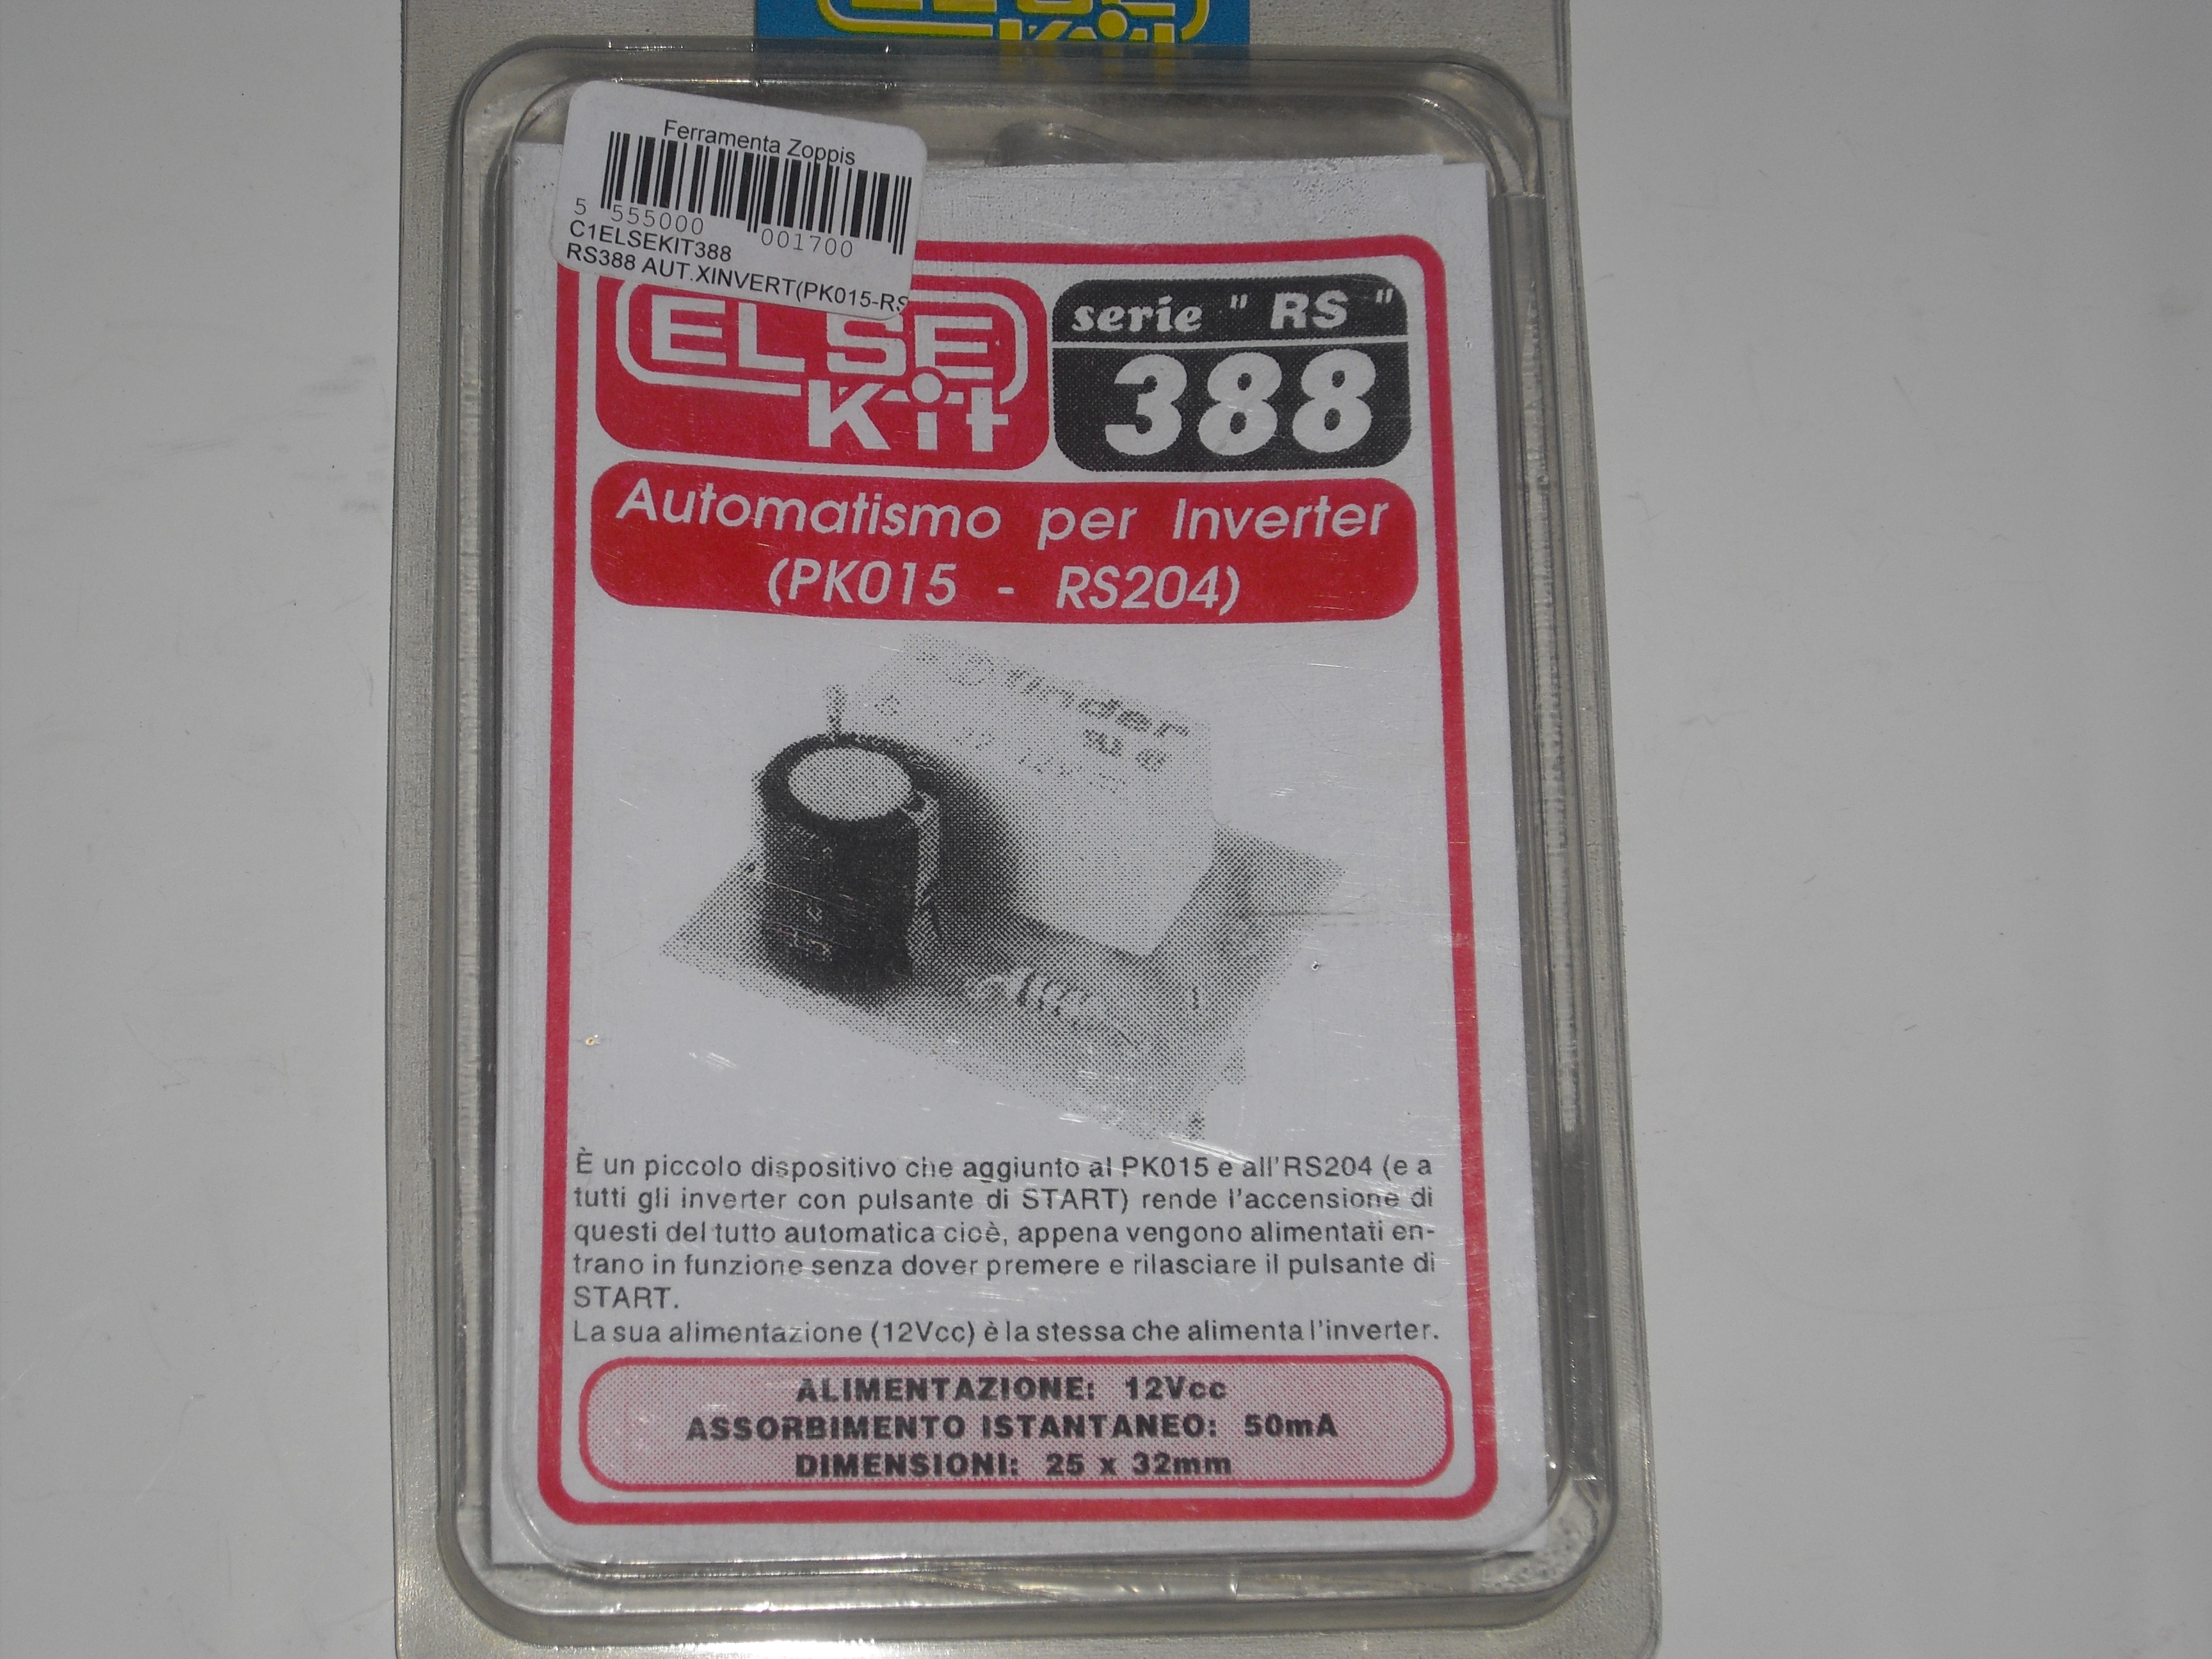 ELSE
Kit
Ferramenta Zoppis
5 555000 001700
C1ELSEKIT388
RS388 AUT.XINVERT(PK015-RS
ELSE
Kit
serie " RS "
388
Automatismo per Inverter
(PK015 - RS204)
finder
È un piccolo dispositivo che aggiunto al PK015 e all'RS204 (e a
tutti gli inverter con pulsante di START) rende l'accensione di
questi del tutto automatica cioè, appena vengono alimentati en-
trano in funzione senza dover premere e rilasciare il pulsante di
START.
La sua alimentazione (12Vcc) è la stessa che alimenta l'inverter.
ALIMENTAZIONE: 12Vcc
ASSORBIMENTO ISTANTANEO: 50mA
DIMENSIONI: 25 x 32mm